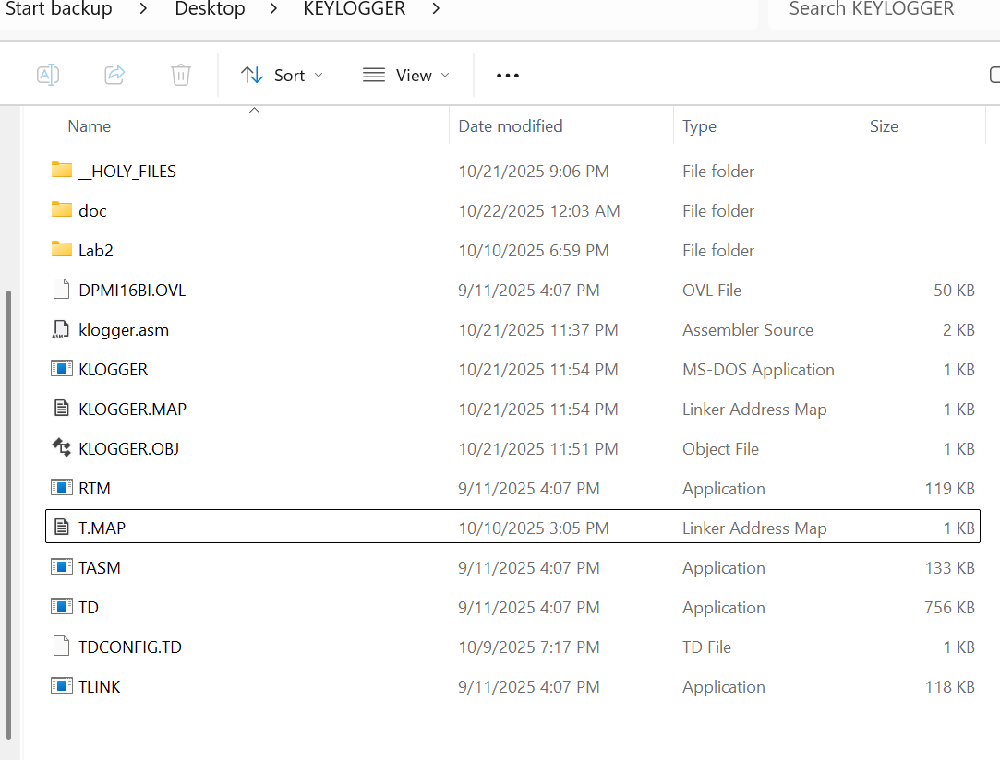 Start backup > Desktop > KEYLOGGER > Search KEYLOGGER
Sort View ...
Name Date modified Type Size
__HOLY_FILES 10/21/2025 9:06 PM File folder
doc 10/22/2025 12:03 AM File folder
Lab2 10/10/2025 6:59 PM File folder
DPMI16BI.OVL 9/11/2025 4:07 PM OVL File 50 KB
klogger.asm 10/21/2025 11:37 PM Assembler Source 2 KB
KLOGGER 10/21/2025 11:54 PM MS-DOS Application 1 KB
KLOGGER.MAP 10/21/2025 11:54 PM Linker Address Map 1 KB
KLOGGER.OBJ 10/21/2025 11:51 PM Object File 1 KB
RTM 9/11/2025 4:07 PM Application 119 KB
T.MAP 10/10/2025 3:05 PM Linker Address Map 1 KB
TASM 9/11/2025 4:07 PM Application 133 KB
TD 9/11/2025 4:07 PM Application 756 KB
TDCONFIG.TD 10/9/2025 7:17 PM TD File 1 KB
TLINK 9/11/2025 4:07 PM Application 118 KB